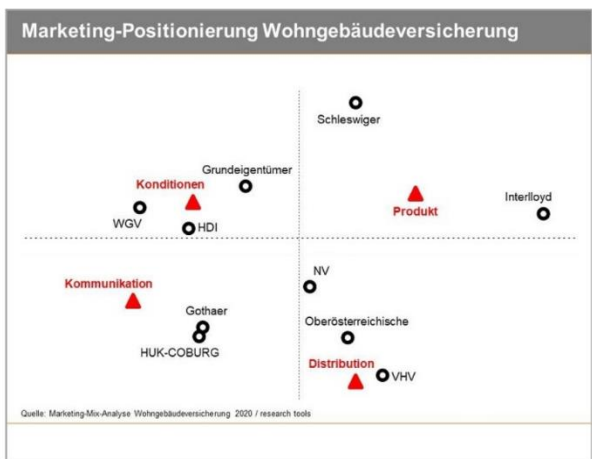 Marketing-Positionierung Wohngebäudeversicherung
Schleswiger
Grundeigentümer
Konditionen
Interlloyd
Produkt
WGV
HDI
NV
Kommunikation
Gothaer
Oberösterreichische
HUK-COBURG
Distribution
VHV
Quelle: Marketing-Mix-Analyse Wohngebäudeversicherung 2020 / research tools